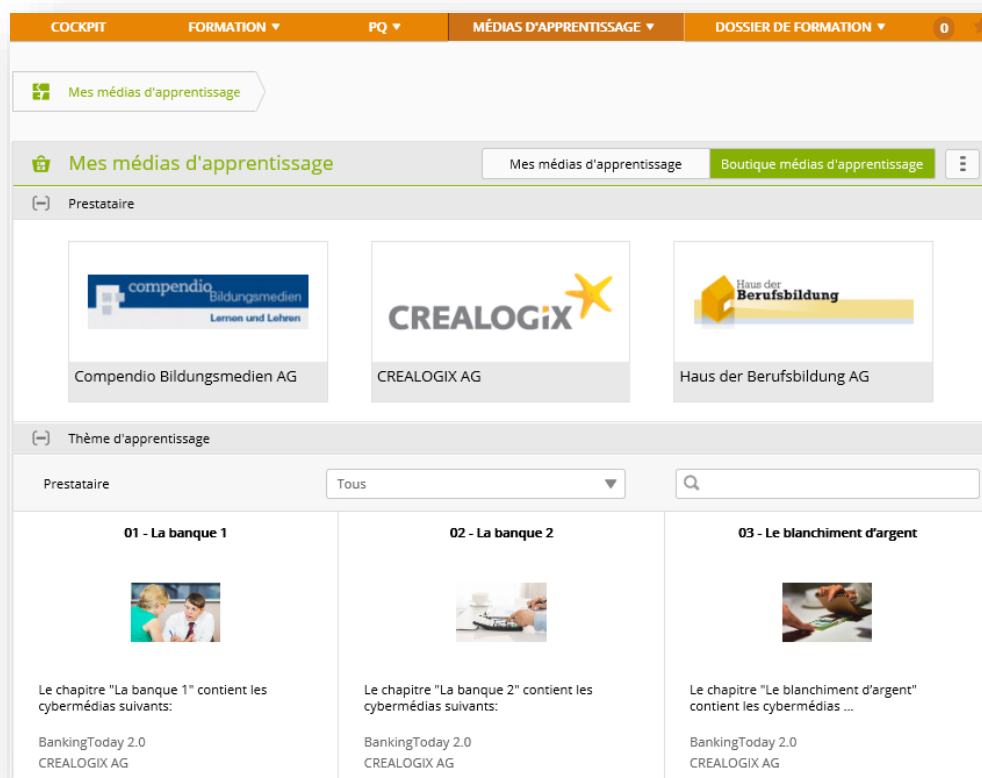 COCKPIT FORMATION ▼ PQ ▼ MÉDIAS D'APPRENTISSAGE ▼ DOSSIER DE FORMATION ▼ 0
Mes médias d'apprentissage
Mes médias d'apprentissage Mes médias d'apprentissage Boutique médias d'apprentissage
Prestataire
compendio
Bildungsmedien
Lernen und Lehren
CREALOGiX
Haus der
Berufsbildung
Compendio Bildungsmedien AG CREALOGIX AG Haus der Berufsbildung AG
Thème d'apprentissage
Prestataire Tous
01 - La banque 1 02 - La banque 2 03 - Le blanchiment d’argent
Le chapitre "La banque 1" contient les
cybermédias suivants:
BankingToday 2.0
CREALOGIX AG
Le chapitre "La banque 2" contient les
cybermédias suivants:
BankingToday 2.0
CREALOGIX AG
Le chapitre "Le blanchiment d’argent"
contient les cybermédias ...
BankingToday 2.0
CREALOGIX AG